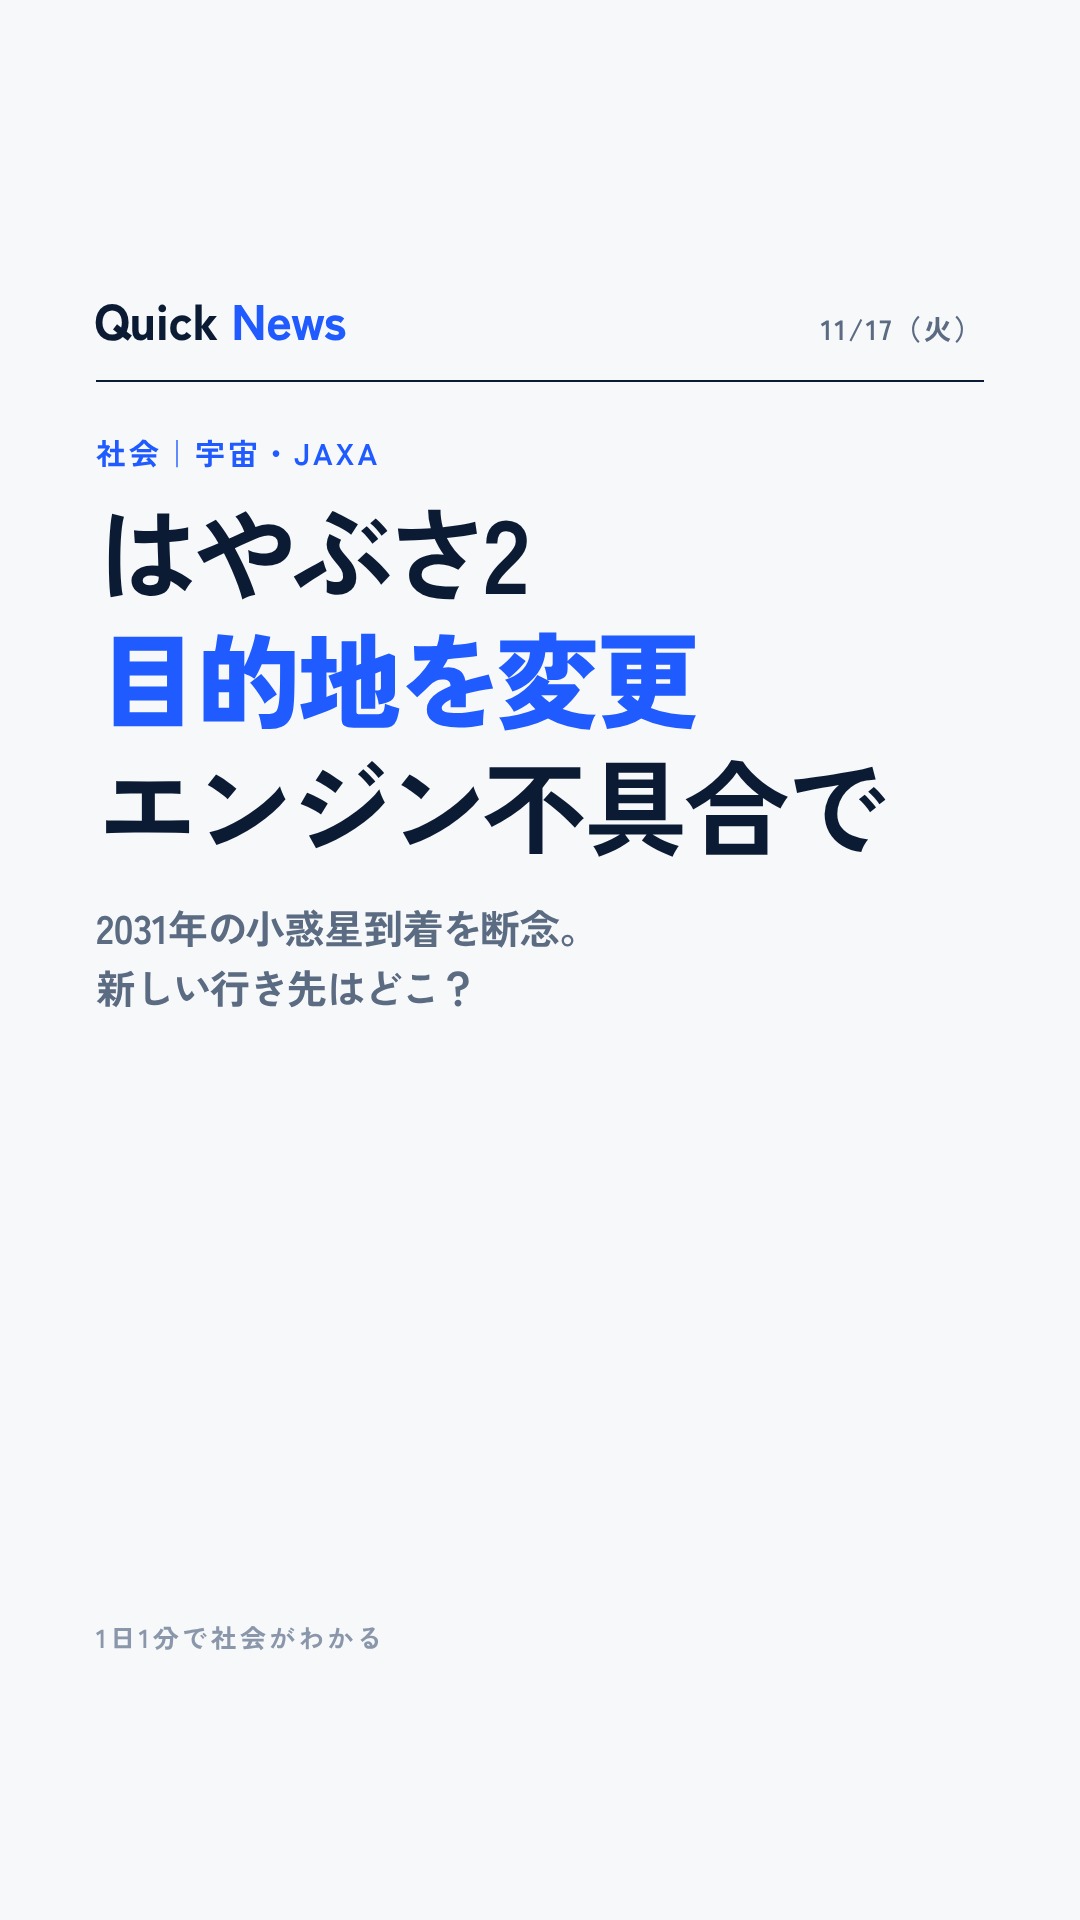 Quick News
11/17（火）
社会｜宇宙・JAXA
はやぶさ2
目的地を変更
エンジン不具合で
2031年の小惑星到着を断念。
新しい行き先はどこ？
1日1分で社会がわかる